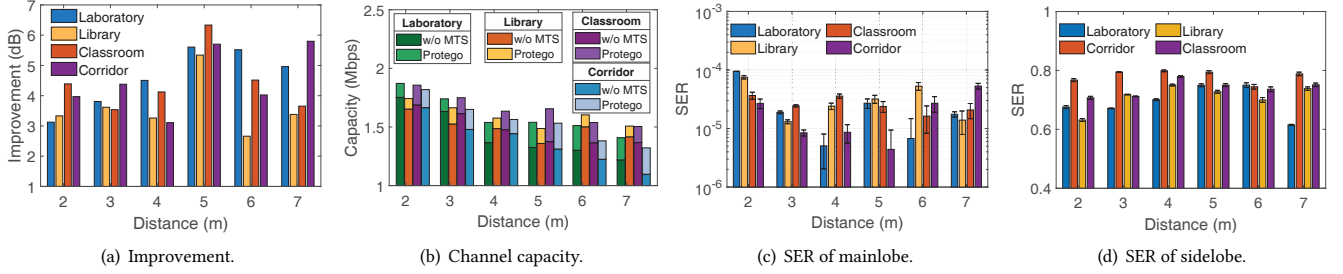 Improvement (dB)
7
6
5
4
3
2
1
Laboratory
Library
Classroom
Corridor
2 3 4 5 6 7
Distance (m)
(a) Improvement.
Capacity (Mbps)
2.5
2
1.5
1
Laboratory
w/o MTS
Protego
Library
w/o MTS
Protego
Classroom
w/o MTS
Protego
Corridor
w/o MTS
Protego
2 3 4 5 6 7
Distance (m)
(b) Channel capacity.
SER
10-3
10-4
10-5
10-6
Laboratory Classroom
Library Corridor
2 3 4 5 6 7
Distance (m)
(c) SER of mainlobe.
SER
1.0
0.8
0.6
0.4
Laboratory Library
Corridor Classroom
2 3 4 5 6 7
Distance (m)
(d) SER of sidelobe.